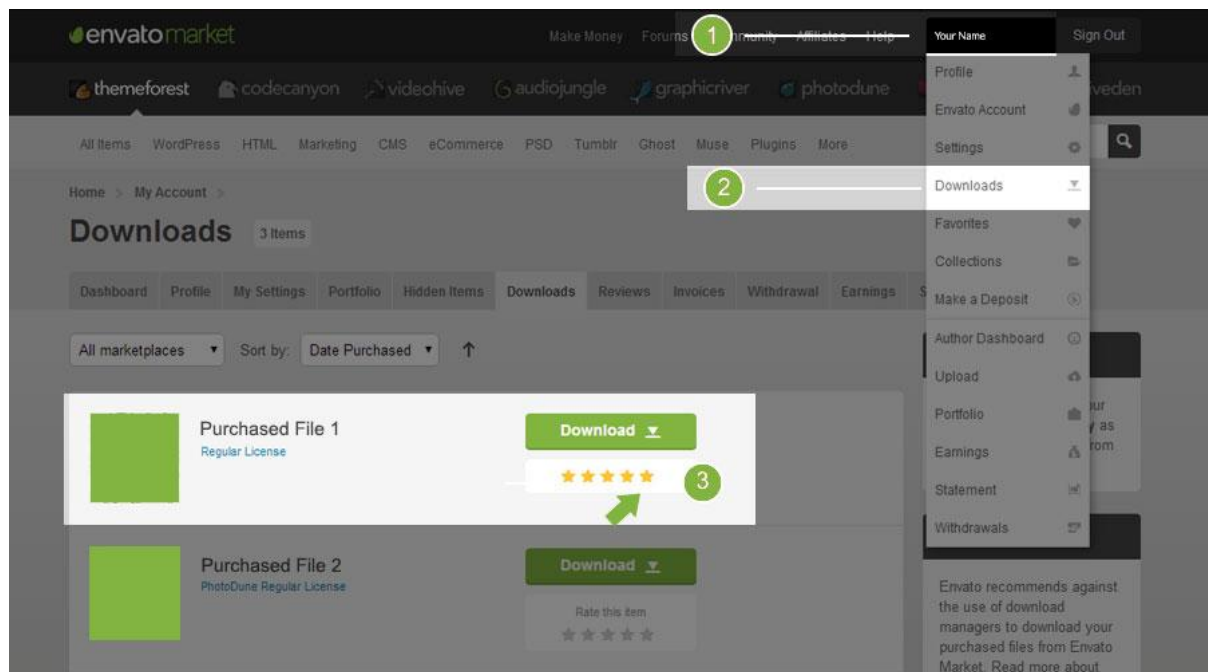 envatomarket
Make Money Forums Community Affiliates Help
1
Your Name
Sign Out
themeforest codecanyon videohive audiojungle graphicriver photodune
Profile
Envato Account
All Items WordPress HTML Marketing CMS eCommerce PSD Tumblr Ghost Muse Plugins More
Settings
Home > My Account >
2
Downloads
Downloads 3 Items
Favorites
Collections
Dashboard Profile My Settings Portfolio Hidden Items Downloads Reviews Invoices Withdrawal Earnings S
Make a Deposit
All marketplaces Sort by: Date Purchased
Author Dashboard
Upload
Portfolio
Earnings
Statement
Withdrawals
Purchased File 1
Regular License
Download
3
Purchased File 2
PhotoDune Regular License
Download
Rate this item
Envato recommends against
the use of download
managers to download your
purchased files from Envato
Market. Read more about